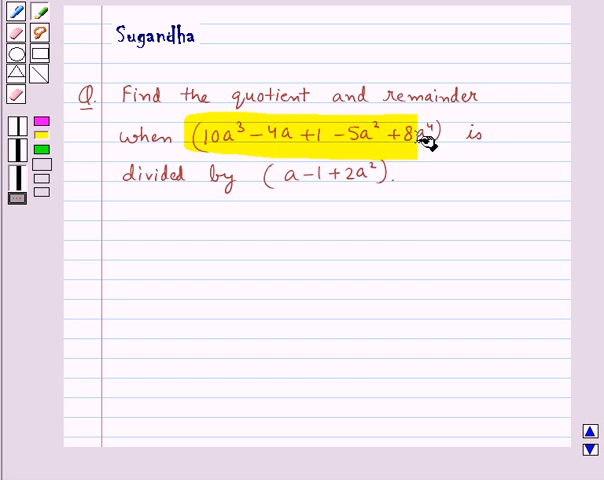 Sugandha
Q. Find the quotient and remainder
when (10a³ - 4a + 1 - 5a² + 8a⁴) is
divided by (a - 1 + 2a²).